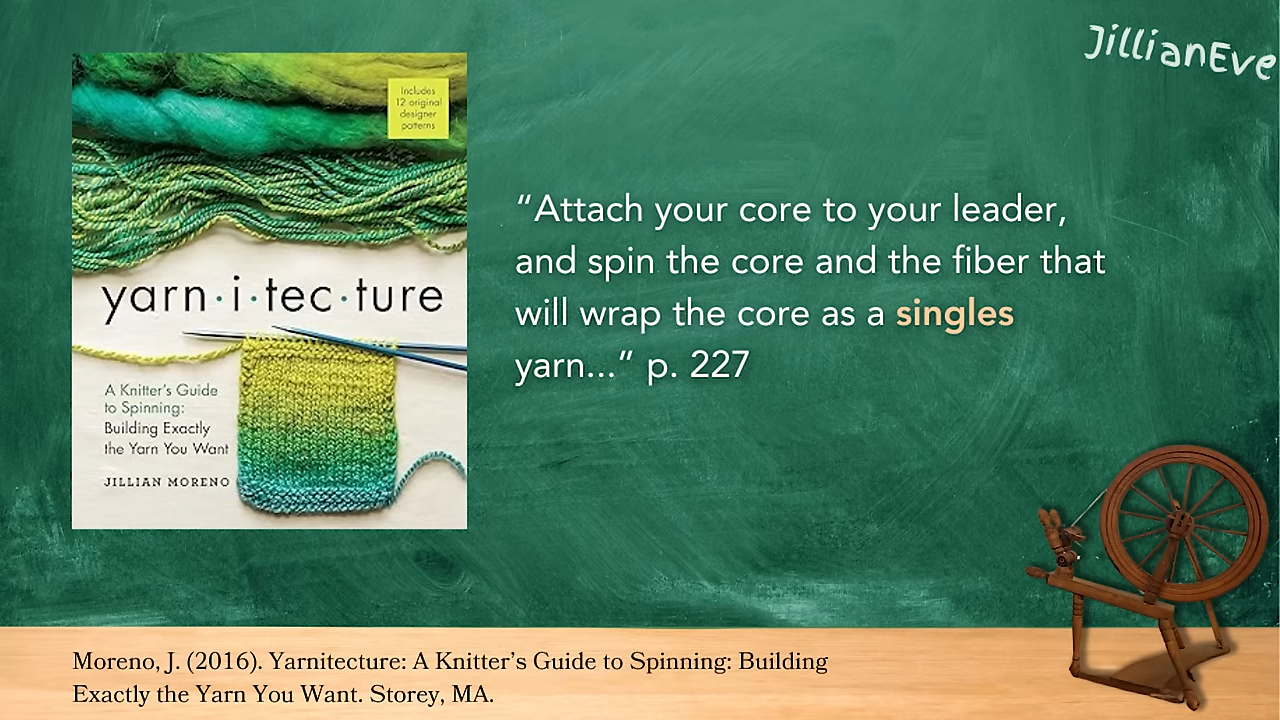 JillianEve
Includes
12 original
designer
patterns
yarn·i·tec·ture
A Knitter's Guide
to Spinning:
Building Exactly
the Yarn You Want
JILLIAN MORENO
“Attach your core to your leader,
and spin the core and the fiber that
will wrap the core as a singles
yarn...” p. 227
Moreno, J. (2016). Yarnitecture: A Knitter’s Guide to Spinning: Building
Exactly the Yarn You Want. Storey, MA.